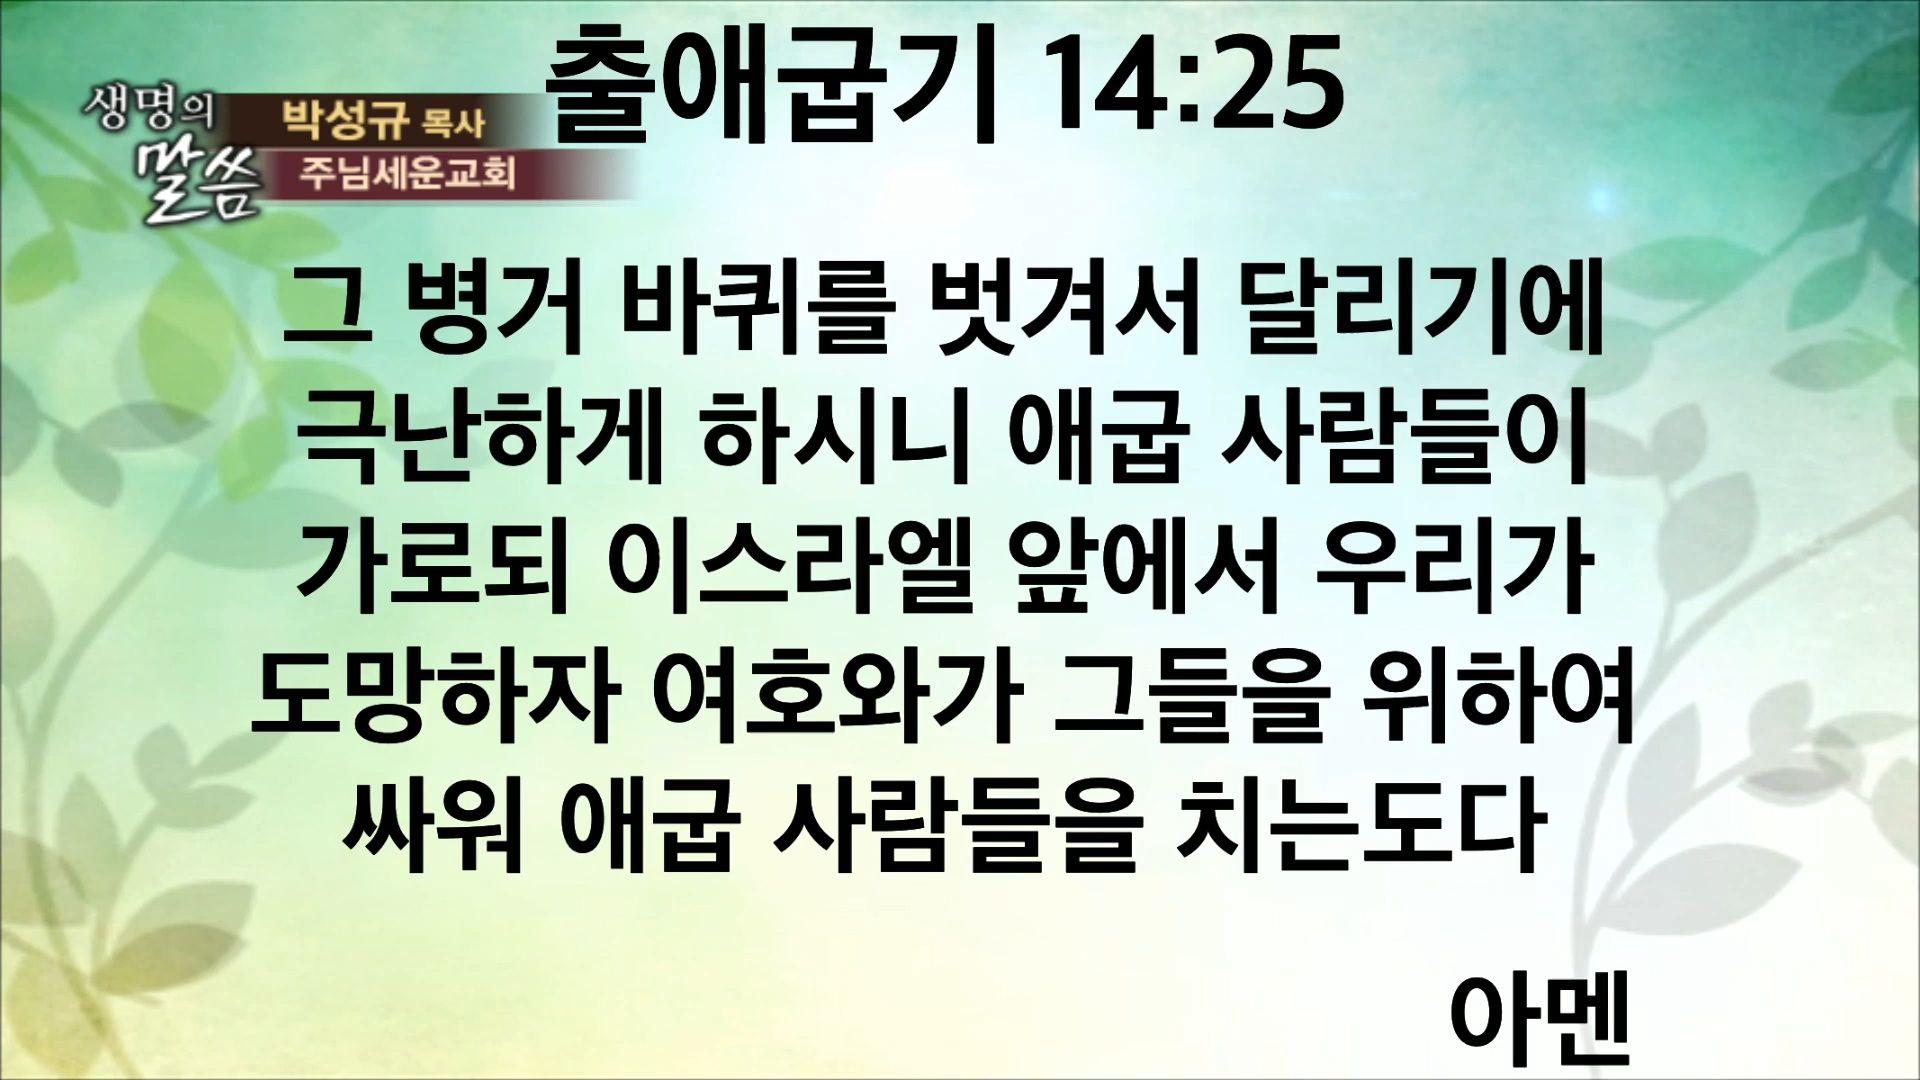 출애굽기 14:25
생명의
말씀
박성규 목사
주님세운교회
그 병거 바퀴를 벗겨서 달리기에
극난하게 하시니 애굽 사람들이
가로되 이스라엘 앞에서 우리가
도망하자 여호와가 그들을 위하여
싸워 애굽 사람들을 치는도다
아멘